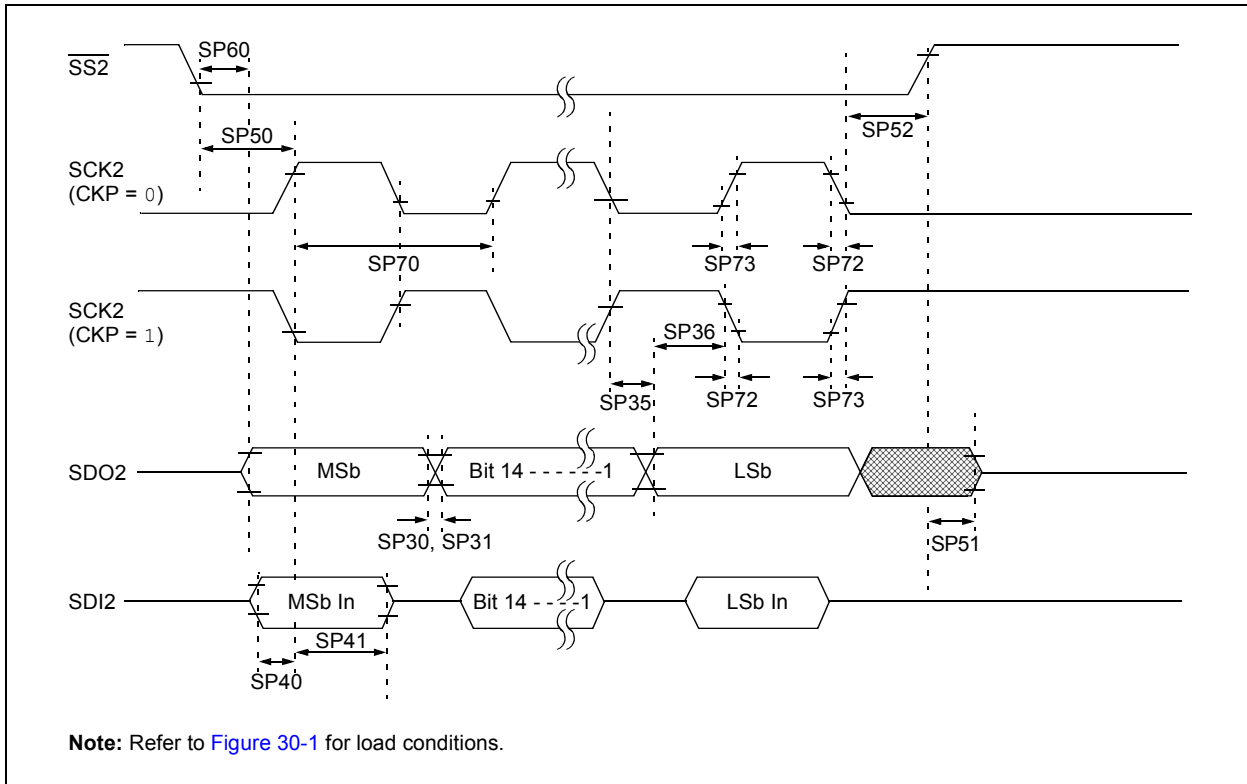 SP60
SS2
SP50
SP52
SCK2
(CKP = 0)
SP70
SP73
SP72
SCK2
(CKP = 1)
SP36
SP35
SP72
SP73
SDO2
MSb
Bit 14 - - - - - -1
LSb
SP30, SP31
SP51
SDI2
MSb In
Bit 14 - - - - -1
LSb In
SP41
SP40
Note: Refer to Figure 30-1 for load conditions.